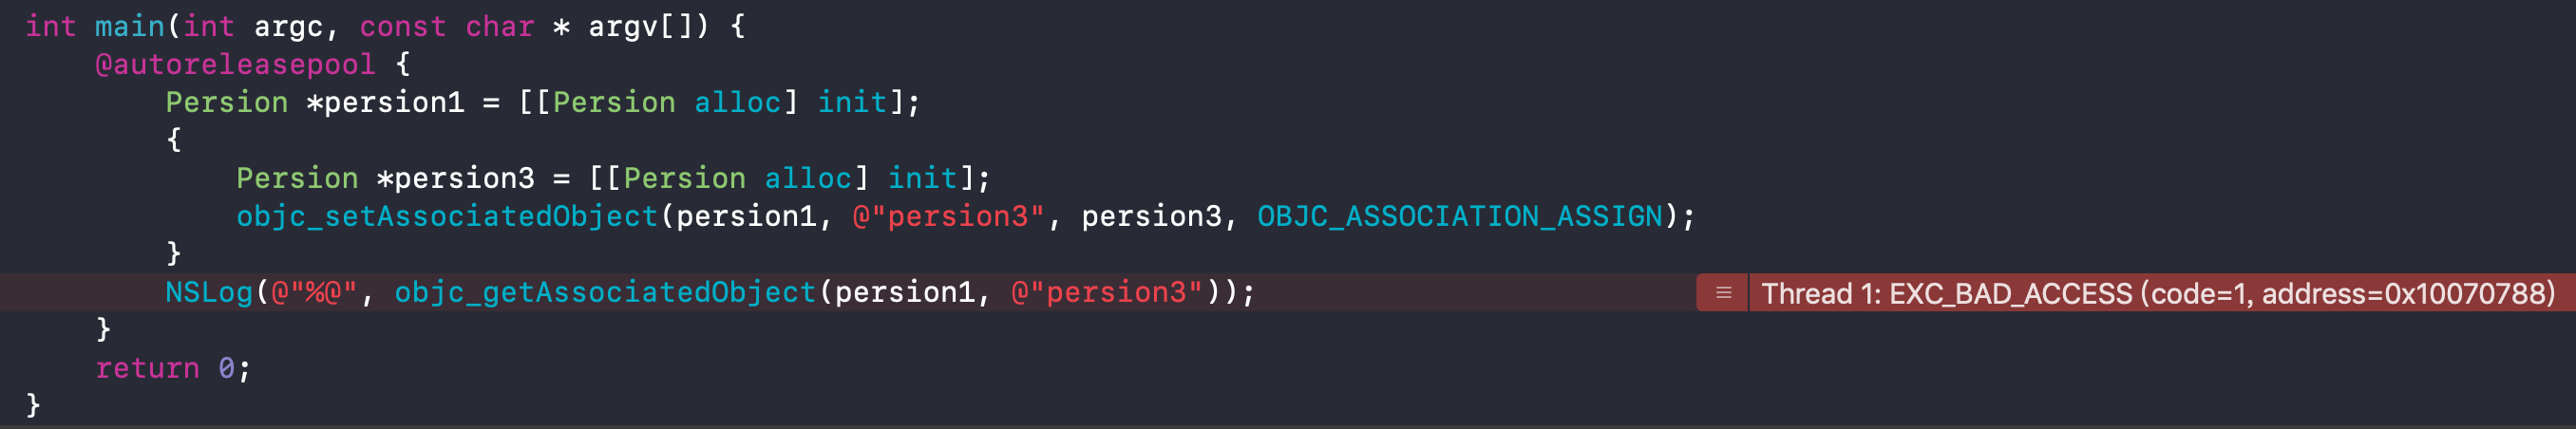 int main(int argc, const char * argv[]) {
@autoreleasepool {
Persion *persion1 = [[Persion alloc] init];
{
Persion *persion3 = [[Persion alloc] init];
objc_setAssociatedObject(persion1, @"persion3", persion3, OBJC_ASSOCIATION_ASSIGN);
}
NSLog(@"%@", objc_getAssociatedObject(persion1, @"persion3")); Thread 1: EXC_BAD_ACCESS (code=1, address=0x10070788)
}
return 0;
}